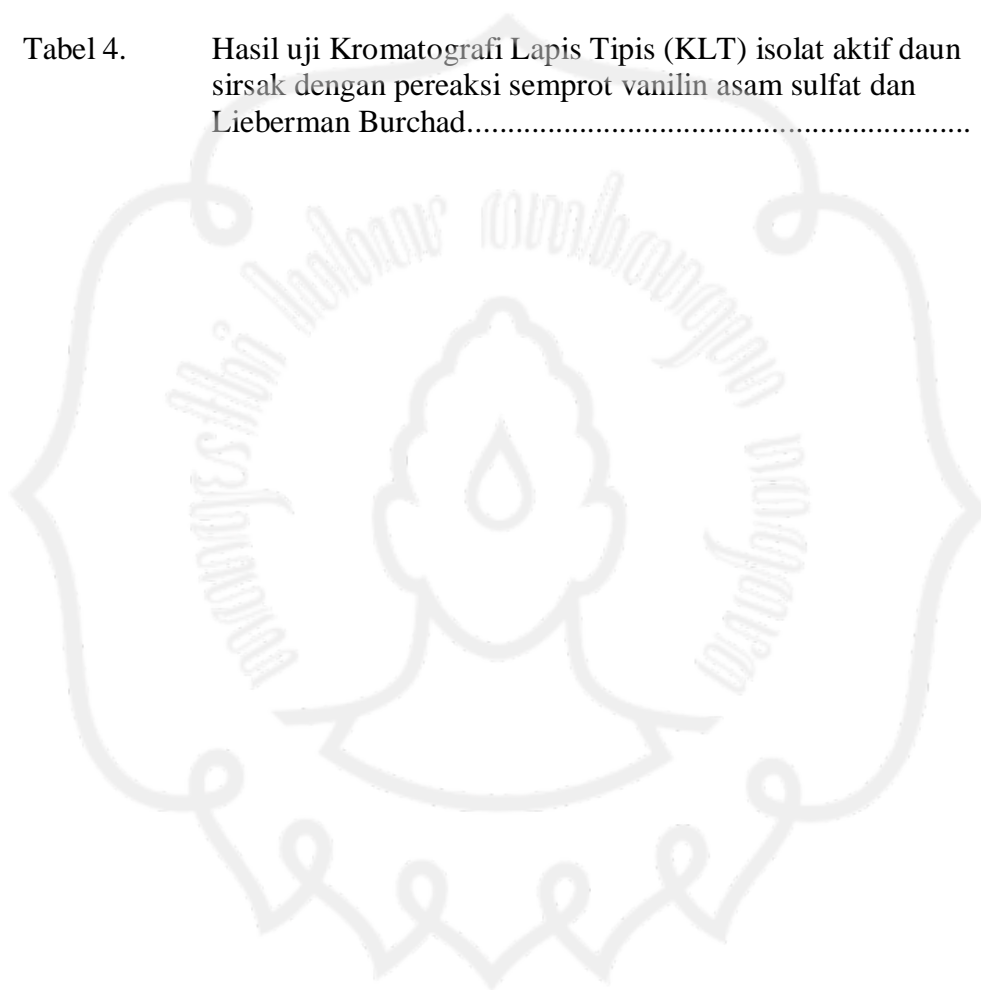 Tabel 4. Hasil uji Kromatografi Lapis Tipis (KLT) isolat aktif daun
sirsak dengan pereaksi semprot vanilin asam sulfat dan
Lieberman Burchad.............................................................